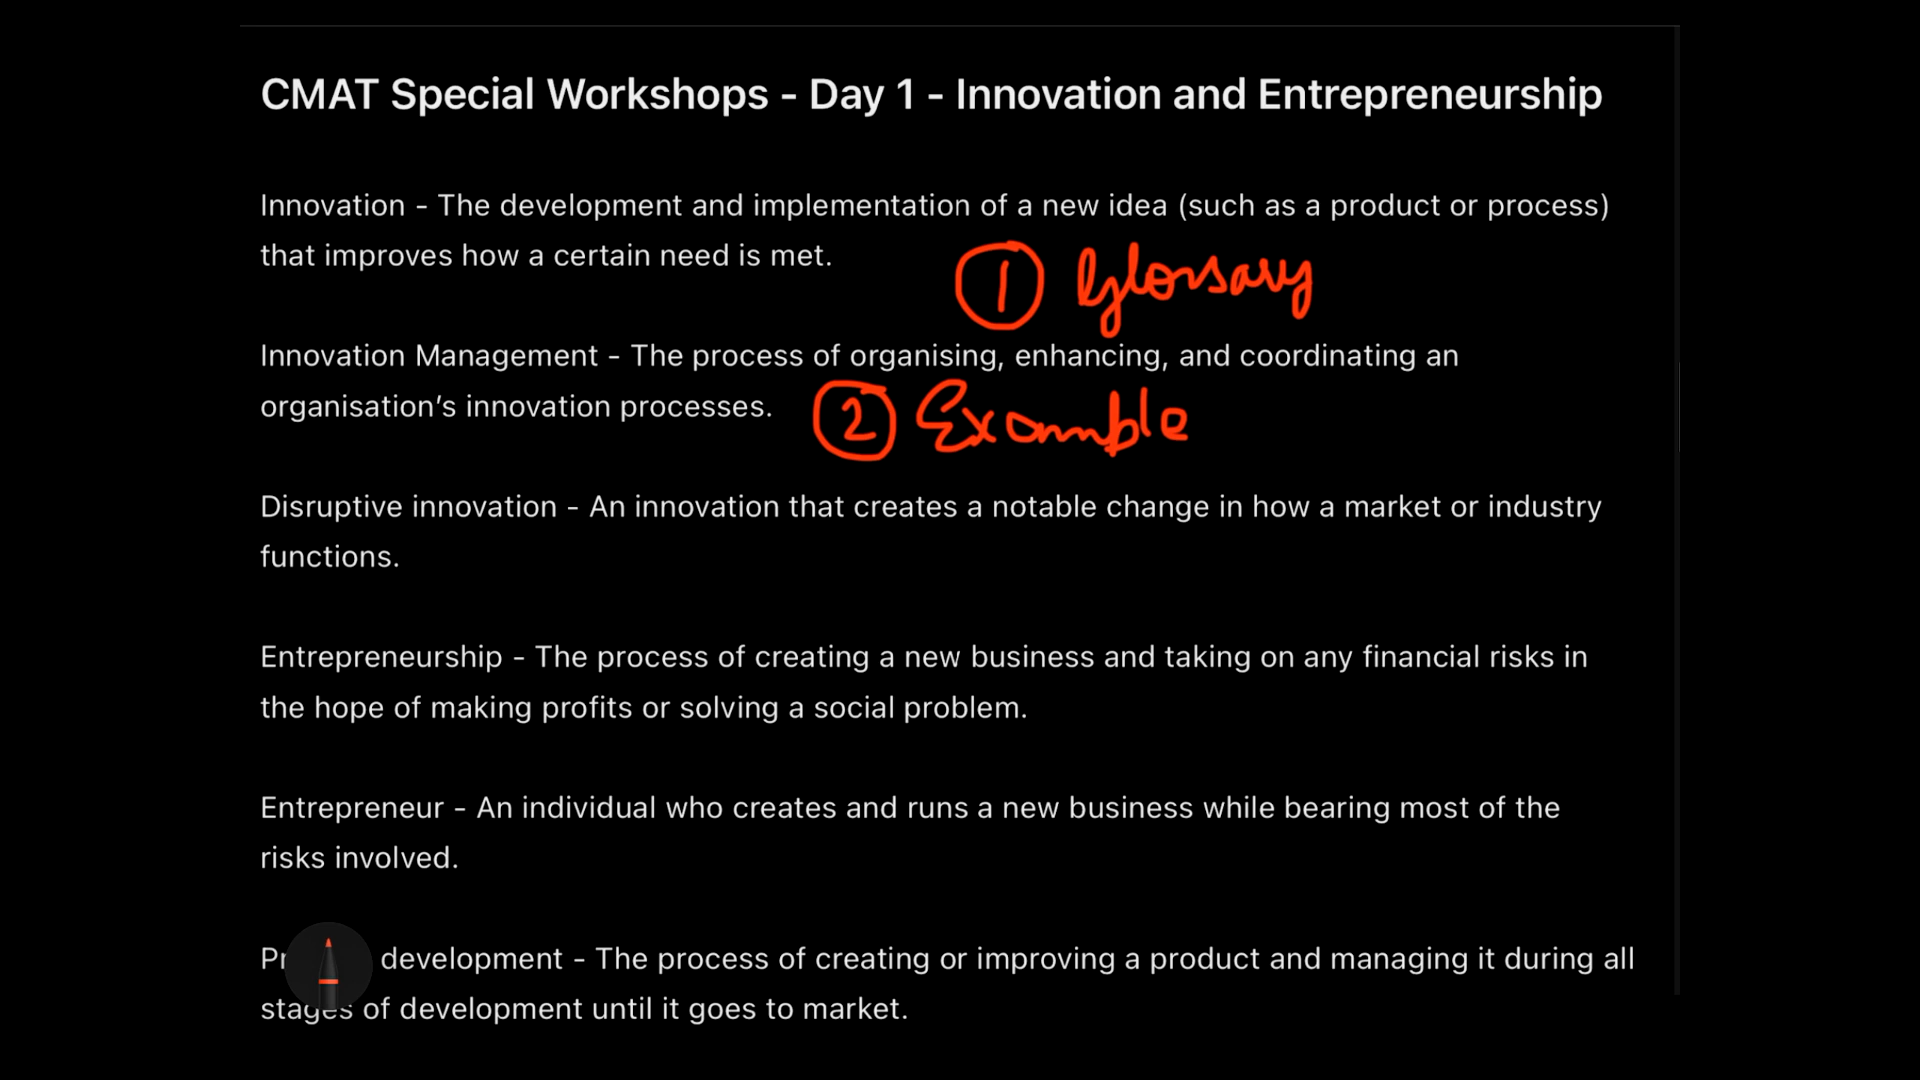 CMAT Special Workshops - Day 1 - Innovation and Entrepreneurship
Innovation - The development and implementation of a new idea (such as a product or process)
that improves how a certain need is met.
1 Glossary
Innovation Management - The process of organising, enhancing, and coordinating an
organisation's innovation processes.
2 Example
Disruptive innovation - An innovation that creates a notable change in how a market or industry
functions.
Entrepreneurship - The process of creating a new business and taking on any financial risks in
the hope of making profits or solving a social problem.
Entrepreneur - An individual who creates and runs a new business while bearing most of the
risks involved.
development - The process of creating or improving a product and managing it during all
stages of development until it goes to market.